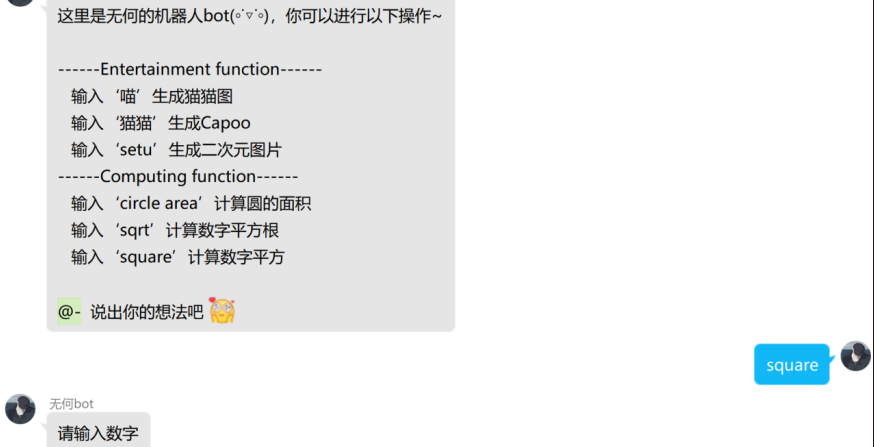 这里是无何的机器人bot(०॑▿॑०)，你可以进行以下操作~
------Entertainment function------
输入‘喵’生成猫猫图
输入‘猫猫’生成Capoo
输入‘setu’生成二次元图片
------Computing function------
输入‘circle area’计算圆的面积
输入‘sqrt’计算数字平方根
输入‘square’计算数字平方
@- 说出你的想法吧
square
无何bot
请输入数字